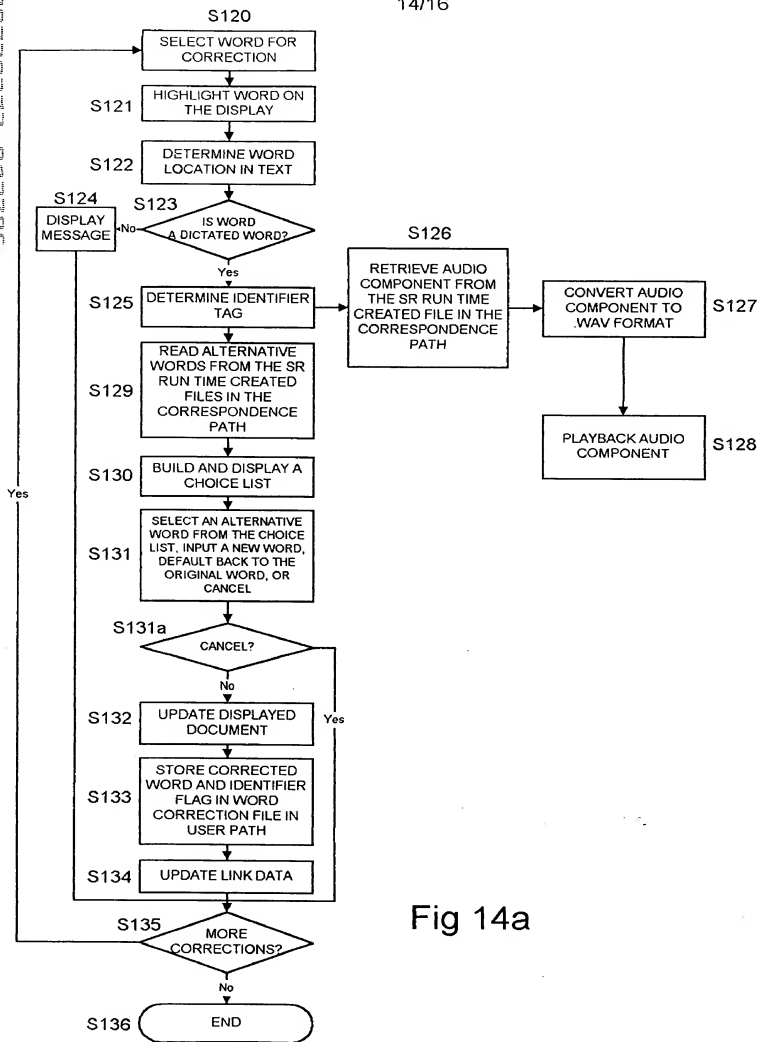 14/16
S120
SELECT WORD FOR
CORRECTION
S121
HIGHLIGHT WORD ON
THE DISPLAY
S122
DETERMINE WORD
LOCATION IN TEXT
S124
S123
DISPLAY
MESSAGE
No
IS WORD
A DICTATED WORD?
Yes
S126
RETRIEVE AUDIO
COMPONENT FROM
THE SR RUN TIME
CREATED FILE IN THE
CORRESPONDENCE
PATH
S125
DETERMINE IDENTIFIER
TAG
CONVERT AUDIO
COMPONENT TO
.WAV FORMAT
S127
S129
READ ALTERNATIVE
WORDS FROM THE SR
RUN TIME CREATED
FILES IN THE
CORRESPONDENCE
PATH
PLAYBACK AUDIO
COMPONENT
S128
S130
BUILD AND DISPLAY A
CHOICE LIST
Yes
S131
SELECT AN ALTERNATIVE
WORD FROM THE CHOICE
LIST, INPUT A NEW WORD,
DEFAULT BACK TO THE
ORIGINAL WORD, OR
CANCEL
S131a
CANCEL?
No
Yes
S132
UPDATE DISPLAYED
DOCUMENT
S133
STORE CORRECTED
WORD AND IDENTIFIER
FLAG IN WORD
CORRECTION FILE IN
USER PATH
S134
UPDATE LINK DATA
S135
MORE
CORRECTIONS?
No
S136
END
Fig 14a